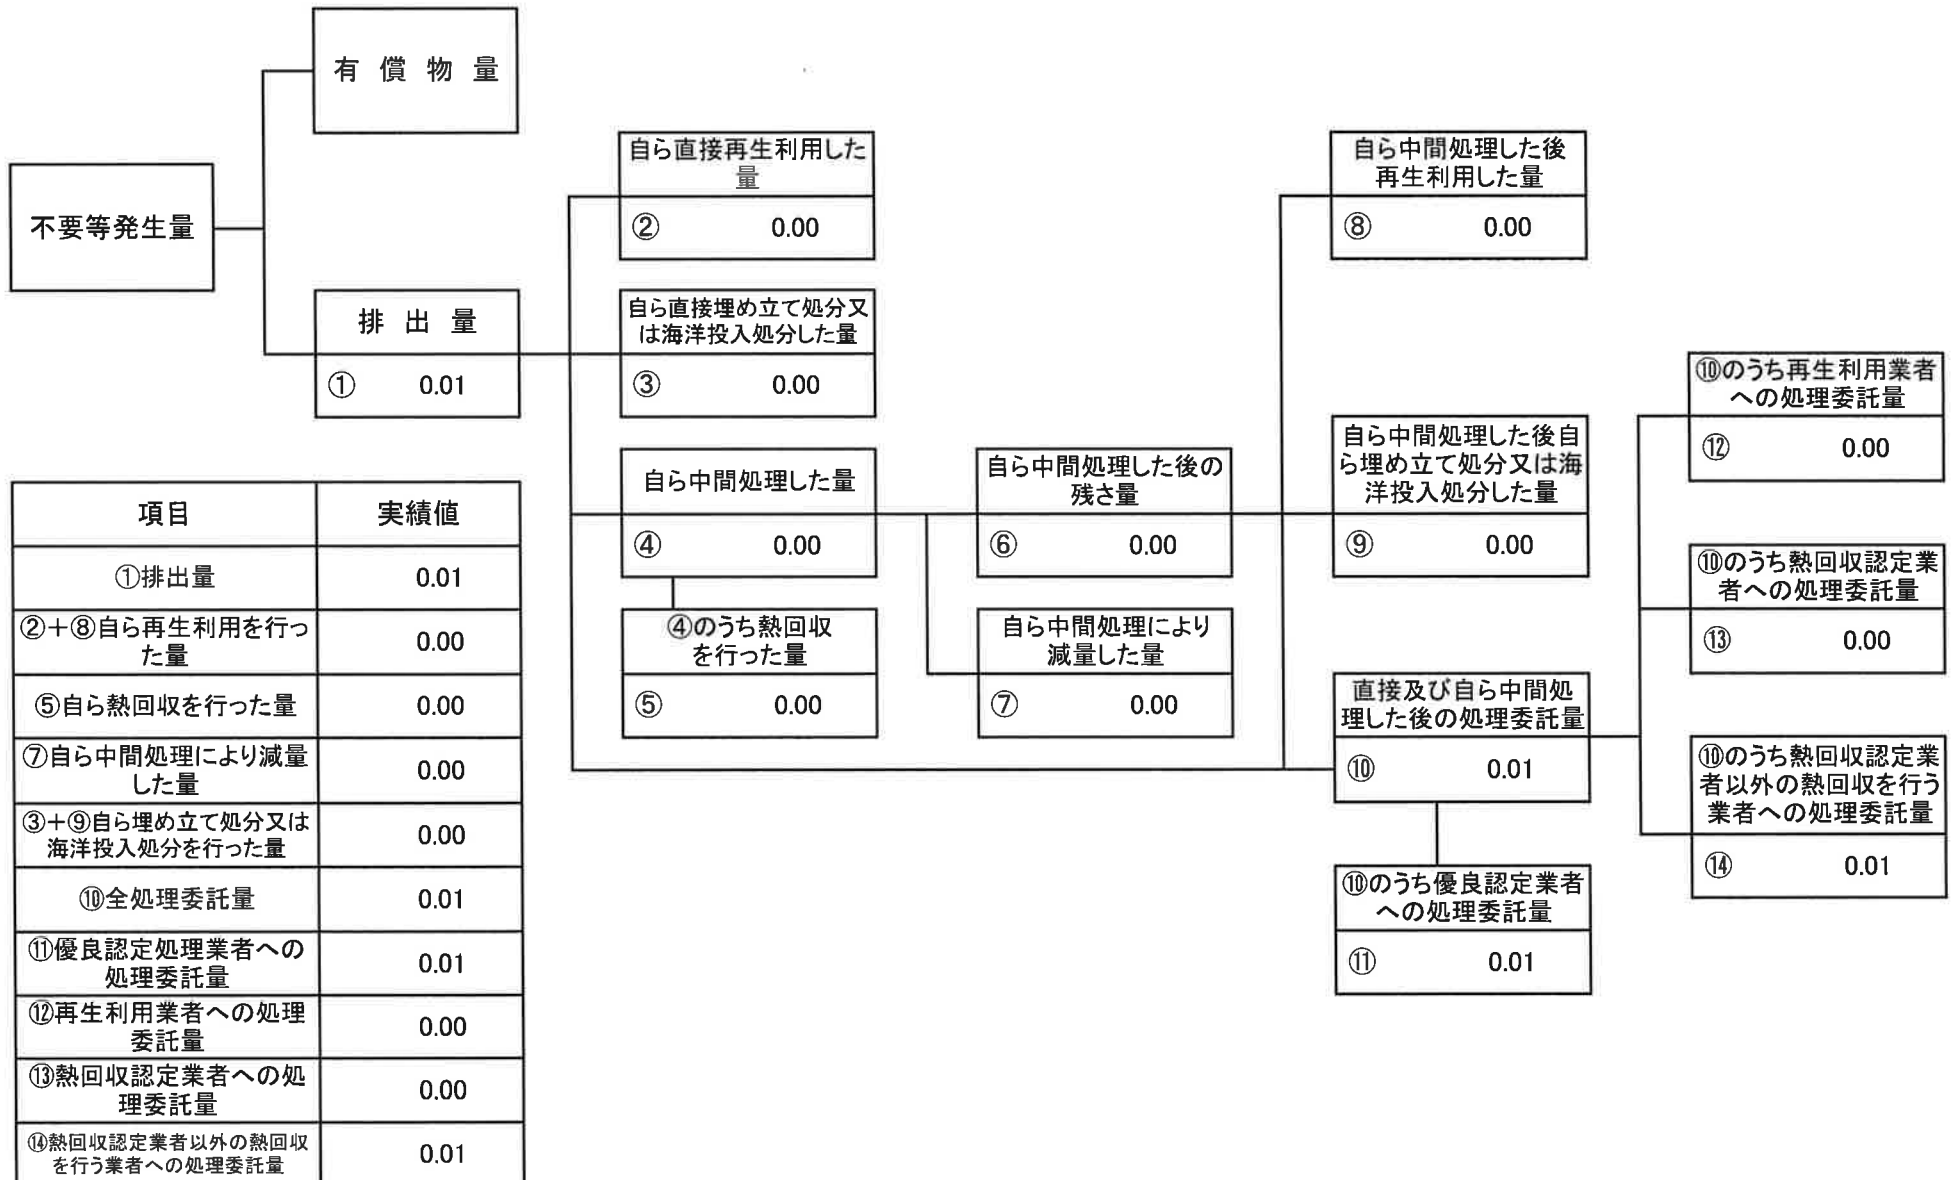 有 償 物 量
不要等発生量
排 出 量
① 0.01
自ら直接再生利用した
量
② 0.00
自ら直接埋め立て処分又
は海洋投入処分した量
③ 0.00
自ら中間処理した量
④ 0.00
④のうち熱回収
を行った量
⑤ 0.00
自ら中間処理した後の
残さ量
⑥ 0.00
自ら中間処理により
減量した量
⑦ 0.00
自ら中間処理した後
再生利用した量
⑧ 0.00
自ら中間処理した後自
ら埋め立て処分又は海
洋投入処分した量
⑨ 0.00
直接及び自ら中間処
理した後の処理委託量
⑩ 0.01
⑩のうち優良認定業者
への処理委託量
⑪ 0.01
⑩のうち再生利用業者
への処理委託量
⑫ 0.00
⑩のうち熱回収認定業
者への処理委託量
⑬ 0.00
⑩のうち熱回収認定業
者以外の熱回収を行う
業者への処理委託量
⑭ 0.01
項目 実績値
①排出量 0.01
②＋⑧自ら再生利用を行っ
た量 0.00
⑤自ら熱回収を行った量 0.00
⑦自ら中間処理により減量
した量 0.00
③＋⑨自ら埋め立て処分又は
海洋投入処分を行った量 0.00
⑩全処理委託量 0.01
⑪優良認定処理業者への
処理委託量 0.01
⑫再生利用業者への処理
委託量 0.00
⑬熱回収認定業者への処
理委託量 0.00
⑭熱回収認定業者以外の熱回収
を行う業者への処理委託量 0.01